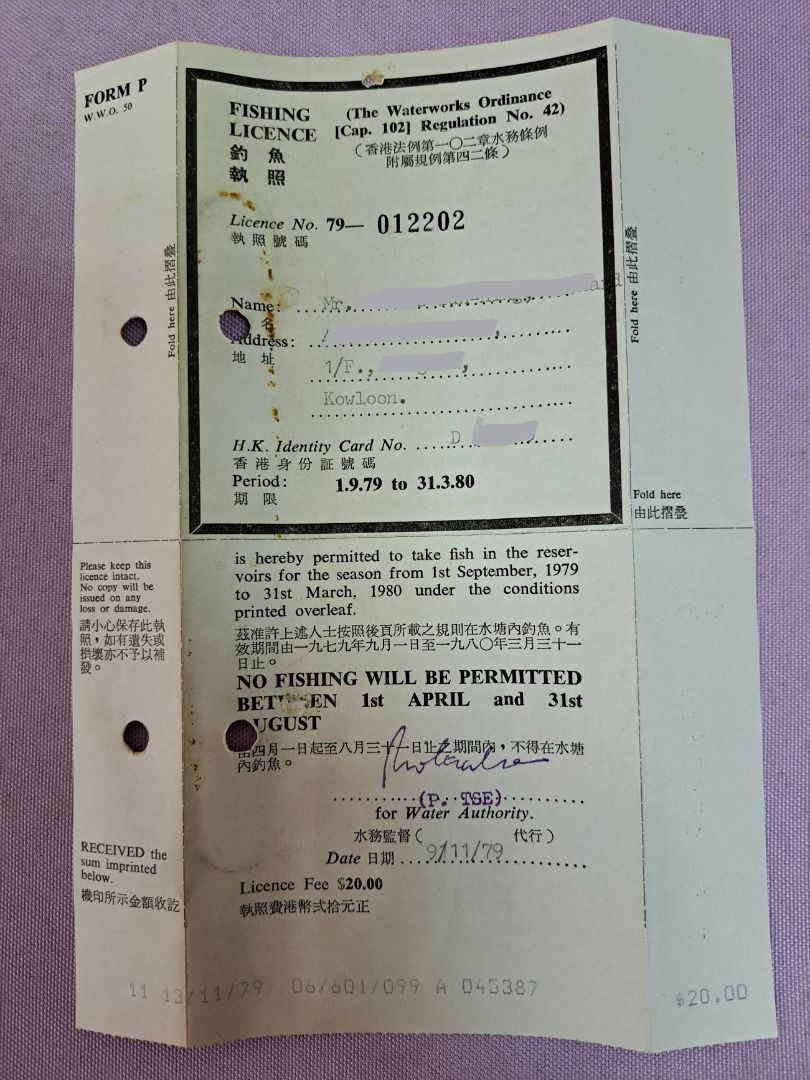 FORM P
W.W.O. 50
FISHING
LICENCE
釣魚
執照
(The Waterworks Ordinance
[Cap. 102] Regulation No. 42)
（香港法例第一〇二章水務條例
附屬規例第四二條）
Licence No. 79— 012202
執照號碼
Fold here 由此摺叠
Fold here 由此摺叠
Name: Mr.
名
Address:
地址
1/F.,
Kowloon.
H.K. Identity Card No. D
香港身份証號碼
Period: 1.9.79 to 31.3.80
期限
Fold here
由此摺叠
Please keep this
licence intact.
No copy will be
issued on any
loss or damage.
請小心保存此執
照，如有遺失或
損壞亦不予以補
發。
is hereby permitted to take fish in the reser-
voirs for the season from 1st September, 1979
to 31st March, 1980 under the conditions
printed overleaf.
茲准許上述人士按照後頁所載之規則在水塘內釣魚。有
效期間由一九七九年九月一日至一九八〇年三月三十一
日止。
NO FISHING WILL BE PERMITTED
BETWEEN 1st APRIL and 31st
AUGUST
由四月一日起至八月三十一日止之期間內，不得在水塘
內釣魚。
(P. TSE)
for Water Authority.
水務監督（ 代行）
Date 日期 9/11/79
RECEIVED the
sum imprinted
below.
機印所示金額收訖
Licence Fee $20.00
執照費港幣弍拾元正
11 13/11/79 06/601/099 A 045387 $20.00